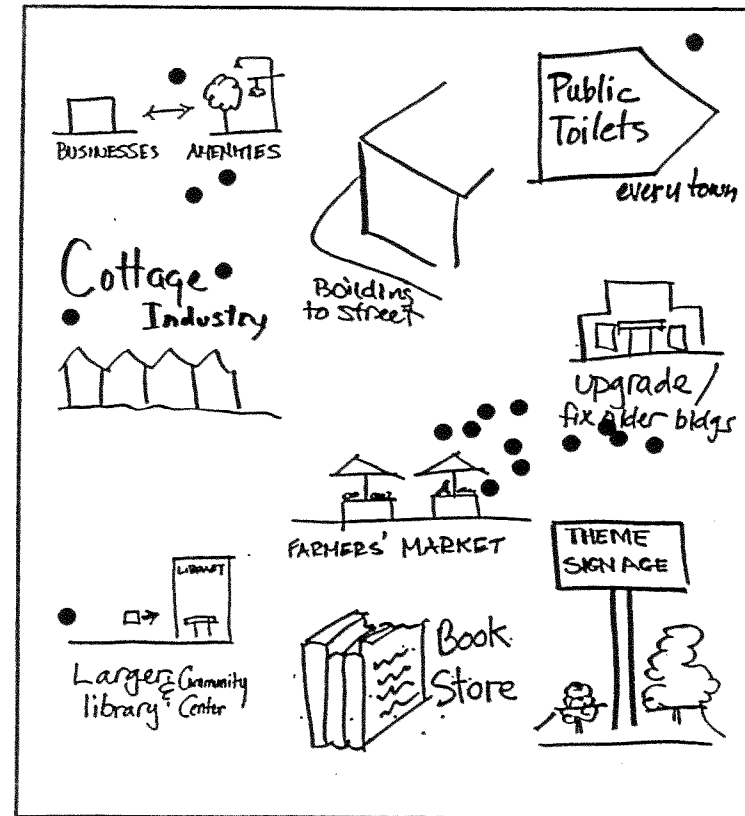 BUSINESSES
AMENITIES
Public
Toilets
every town
Cottage
Industry
Building
to street
upgrade/
fix older bldgs
FARMERS' MARKET
THEME
SIGNAGE
LIBRARY
Larger & Community
library Center
Book
Store